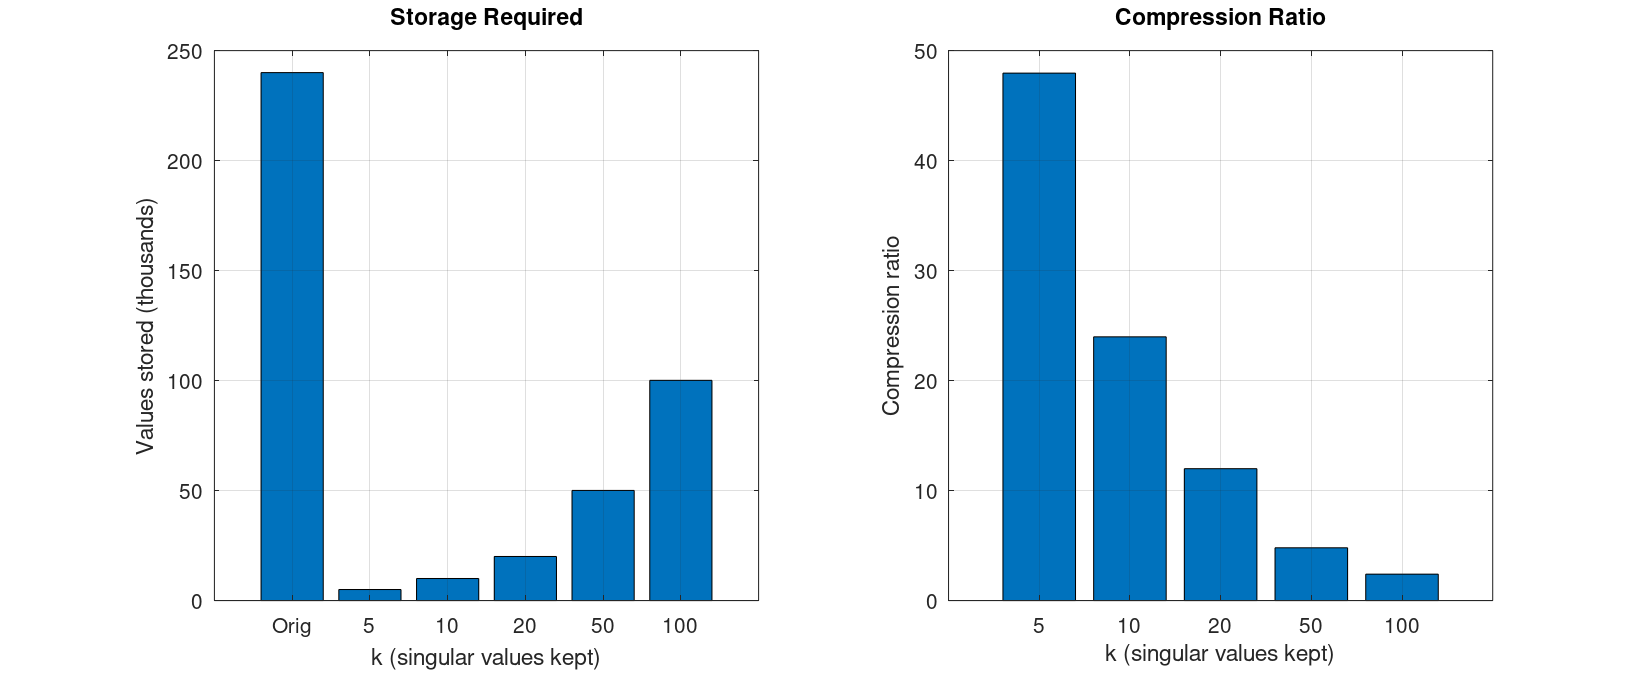 Storage Required
250
200
150
100
50
0
Values stored (thousands)
Orig 5 10 20 50 100
k (singular values kept)
Compression Ratio
50
40
30
20
10
0
Compression ratio
5 10 20 50 100
k (singular values kept)